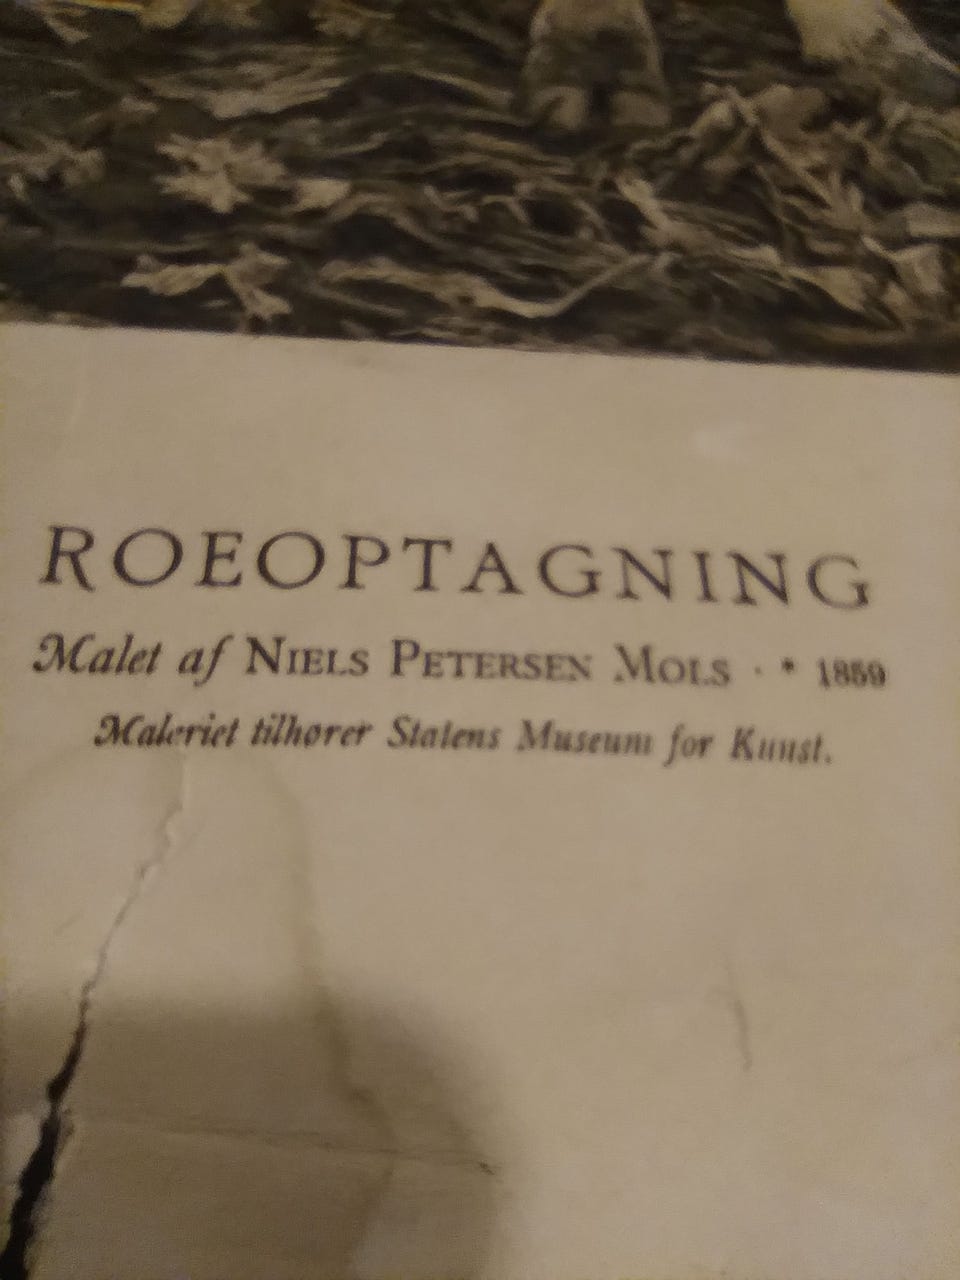 ROEOPTAGNING
Malet af NIELS PETERSEN MOLS · * 1859
Maleriet tilhører Statens Museum for Kunst.